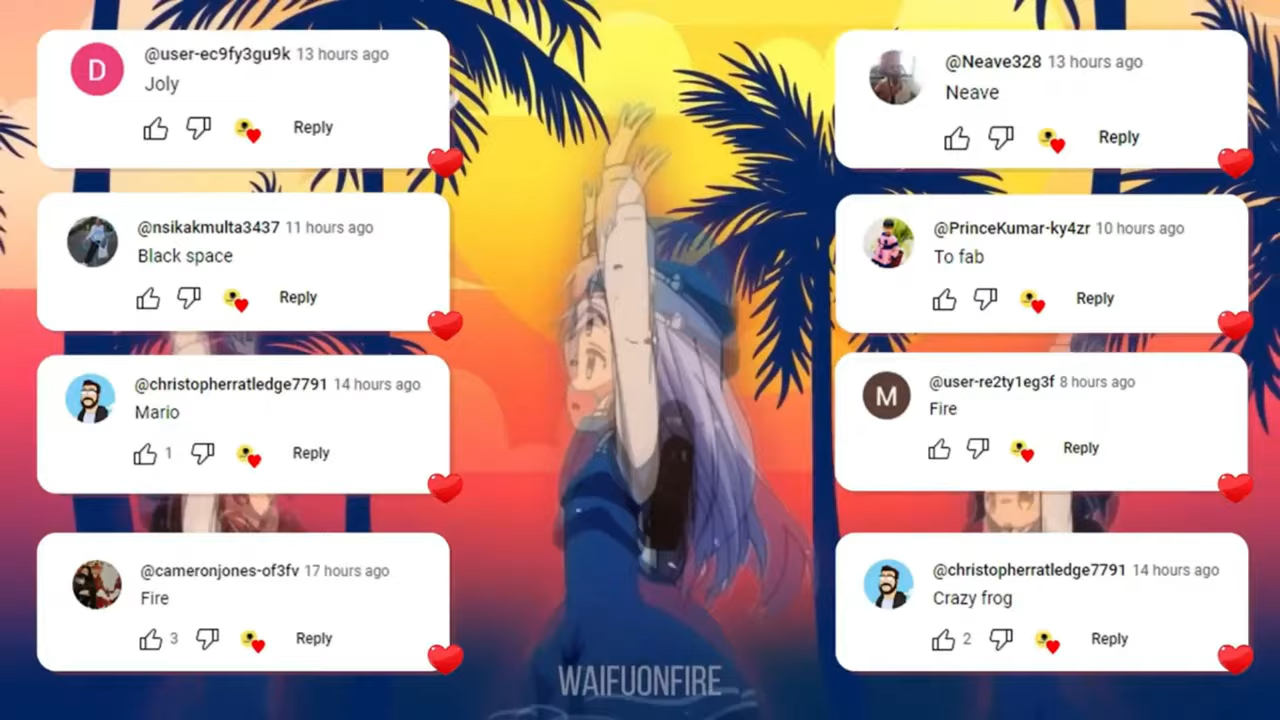 @user-ec9fy3gu9k 13 hours ago
Joly
Reply
@nsikakmulta3437 11 hours ago
Black space
Reply
@christopherratledge7791 14 hours ago
Mario
1
Reply
@cameronjones-of3fv 17 hours ago
Fire
3
Reply
@Neave328 13 hours ago
Neave
Reply
@PrinceKumar-ky4zr 10 hours ago
To fab
Reply
@user-re2ty1eg3f 8 hours ago
Fire
Reply
@christopherratledge7791 14 hours ago
Crazy frog
2
Reply
D
M
WAIFUONFIRE